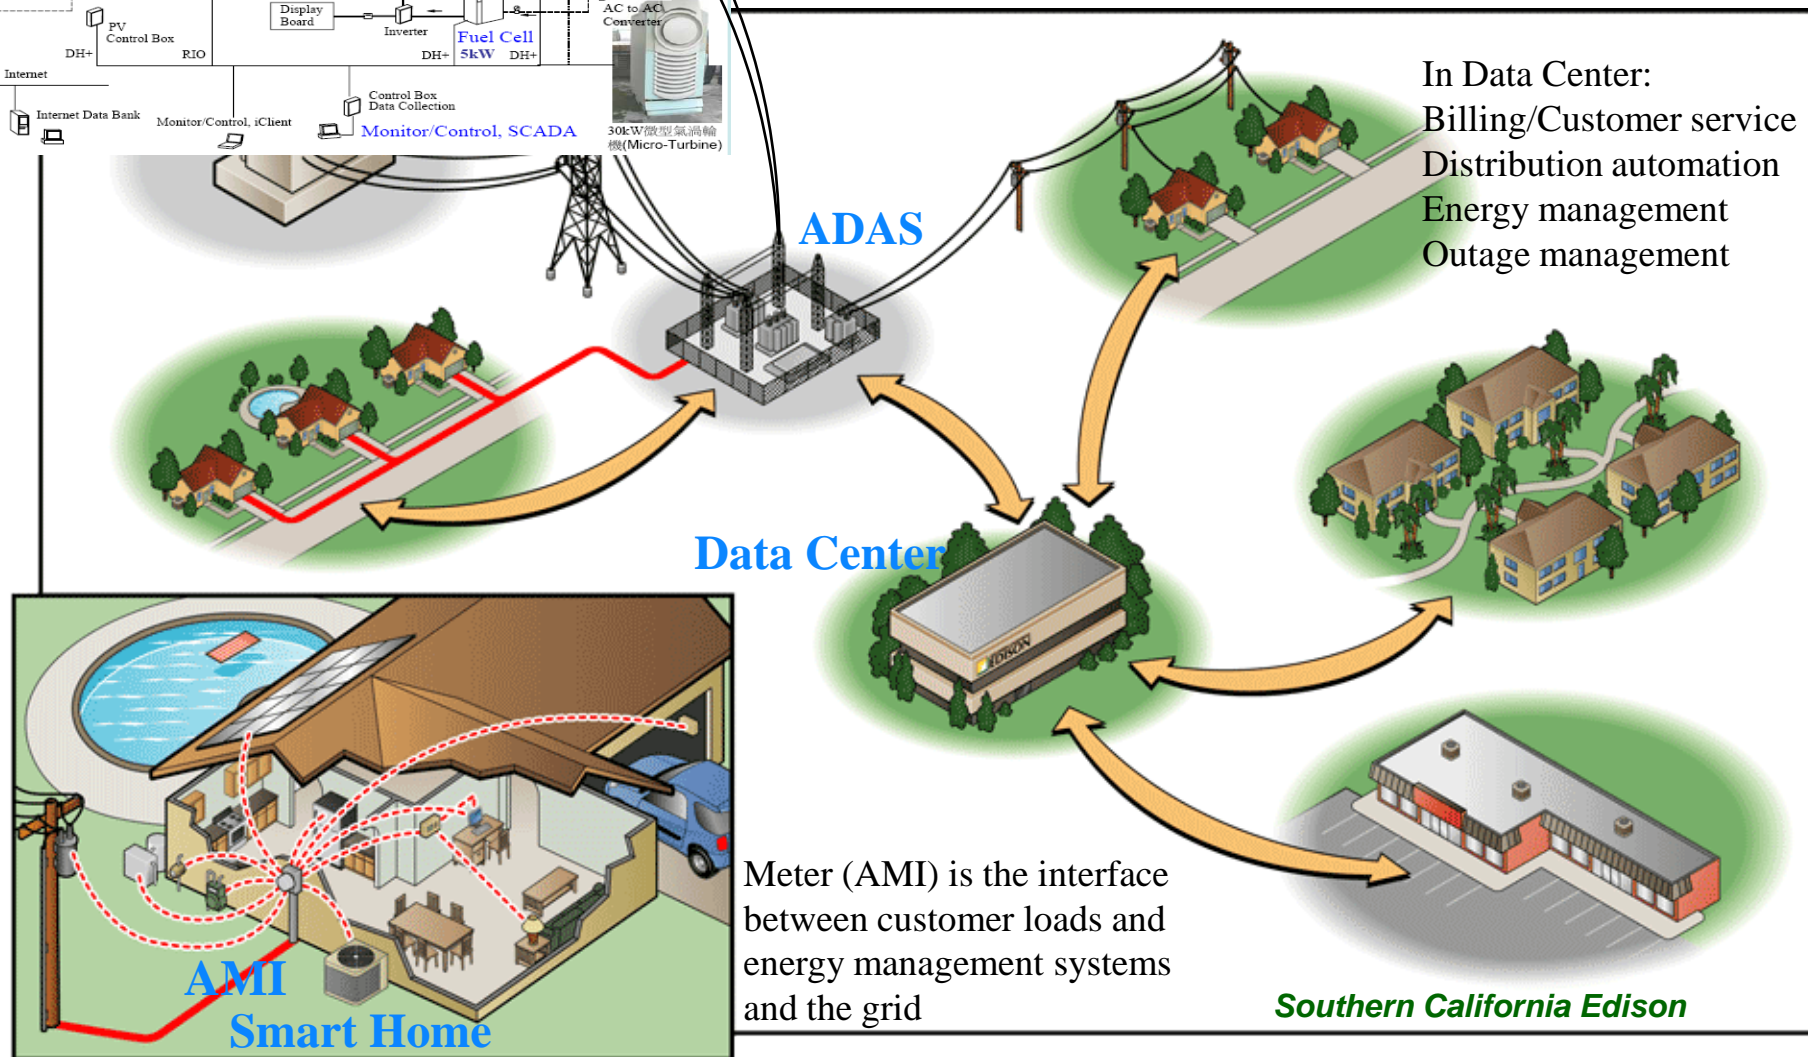 Display
Board
Inverter
AC to AC
Converter
PV
Control Box
Fuel Cell
5kW
DH+
RIO
DH+
DH+
Internet
Internet Data Bank
Monitor/Control, iClient
Control Box
Data Collection
Monitor/Control, SCADA
30kW微型氣渦輪
機(Micro-Turbine)
In Data Center:
Billing/Customer service
Distribution automation
Energy management
Outage management
ADAS
Data Center
EDISON
Meter (AMI) is the interface
between customer loads and
energy management systems
and the grid
AMI
Smart Home
Southern California Edison